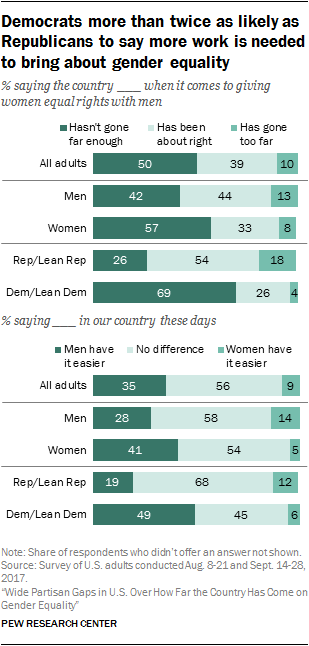 Democrats more than twice as likely as
Republicans to say more work is needed
to bring about gender equality
% saying the country ____ when it comes to giving
women equal rights with men
Hasn't gone far enough
Has been about right
Has gone too far
All adults 50 39 10
Men 42 44 13
Women 57 33 8
Rep/Lean Rep 26 54 18
Dem/Lean Dem 69 26 4
% saying ____ in our country these days
Men have it easier
No difference
Women have it easier
All adults 35 56 9
Men 28 58 14
Women 41 54 5
Rep/Lean Rep 19 68 12
Dem/Lean Dem 49 45 6
Note: Share of respondents who didn't offer an answer not shown.
Source: Survey of U.S. adults conducted Aug. 8-21 and Sept. 14-28,
2017.
"Wide Partisan Gaps in U.S. Over How Far the Country Has Come on
Gender Equality"
PEW RESEARCH CENTER